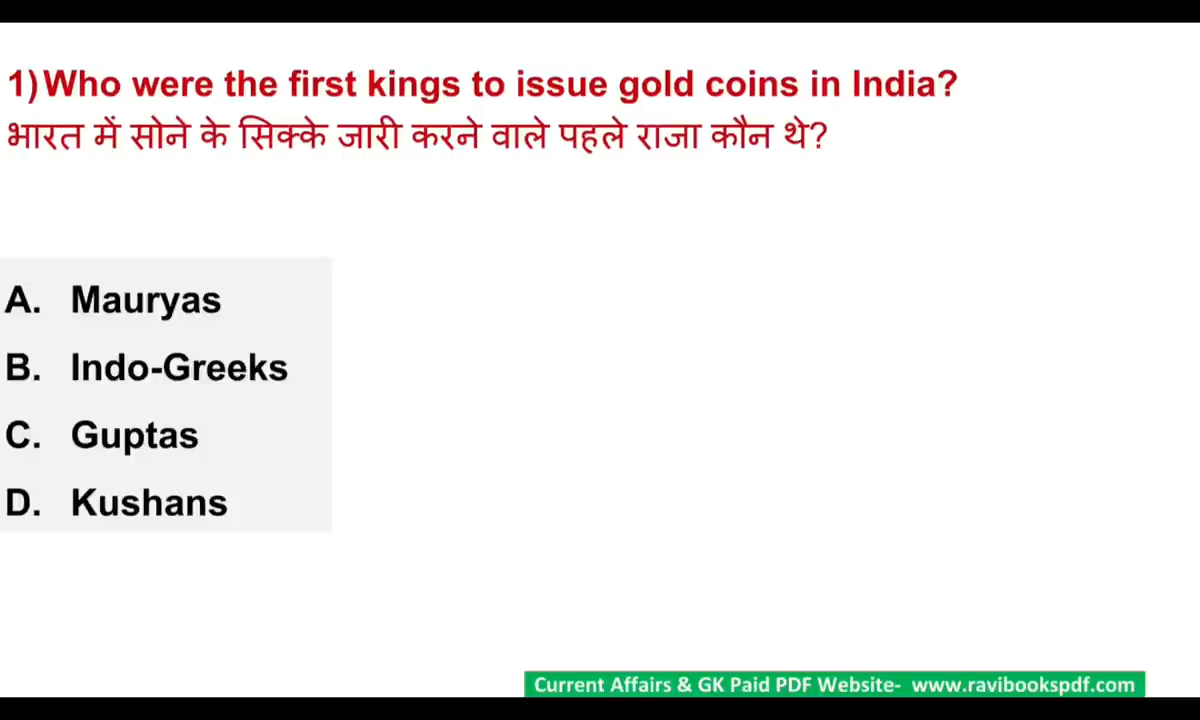 1)Who were the first kings to issue gold coins in India?
भारत में सोने के सिक्के जारी करने वाले पहले राजा कौन थे?
A. Mauryas
B. Indo-Greeks
C. Guptas
D. Kushans
Current Affairs & GK Paid PDF Website- www.ravibookspdf.com